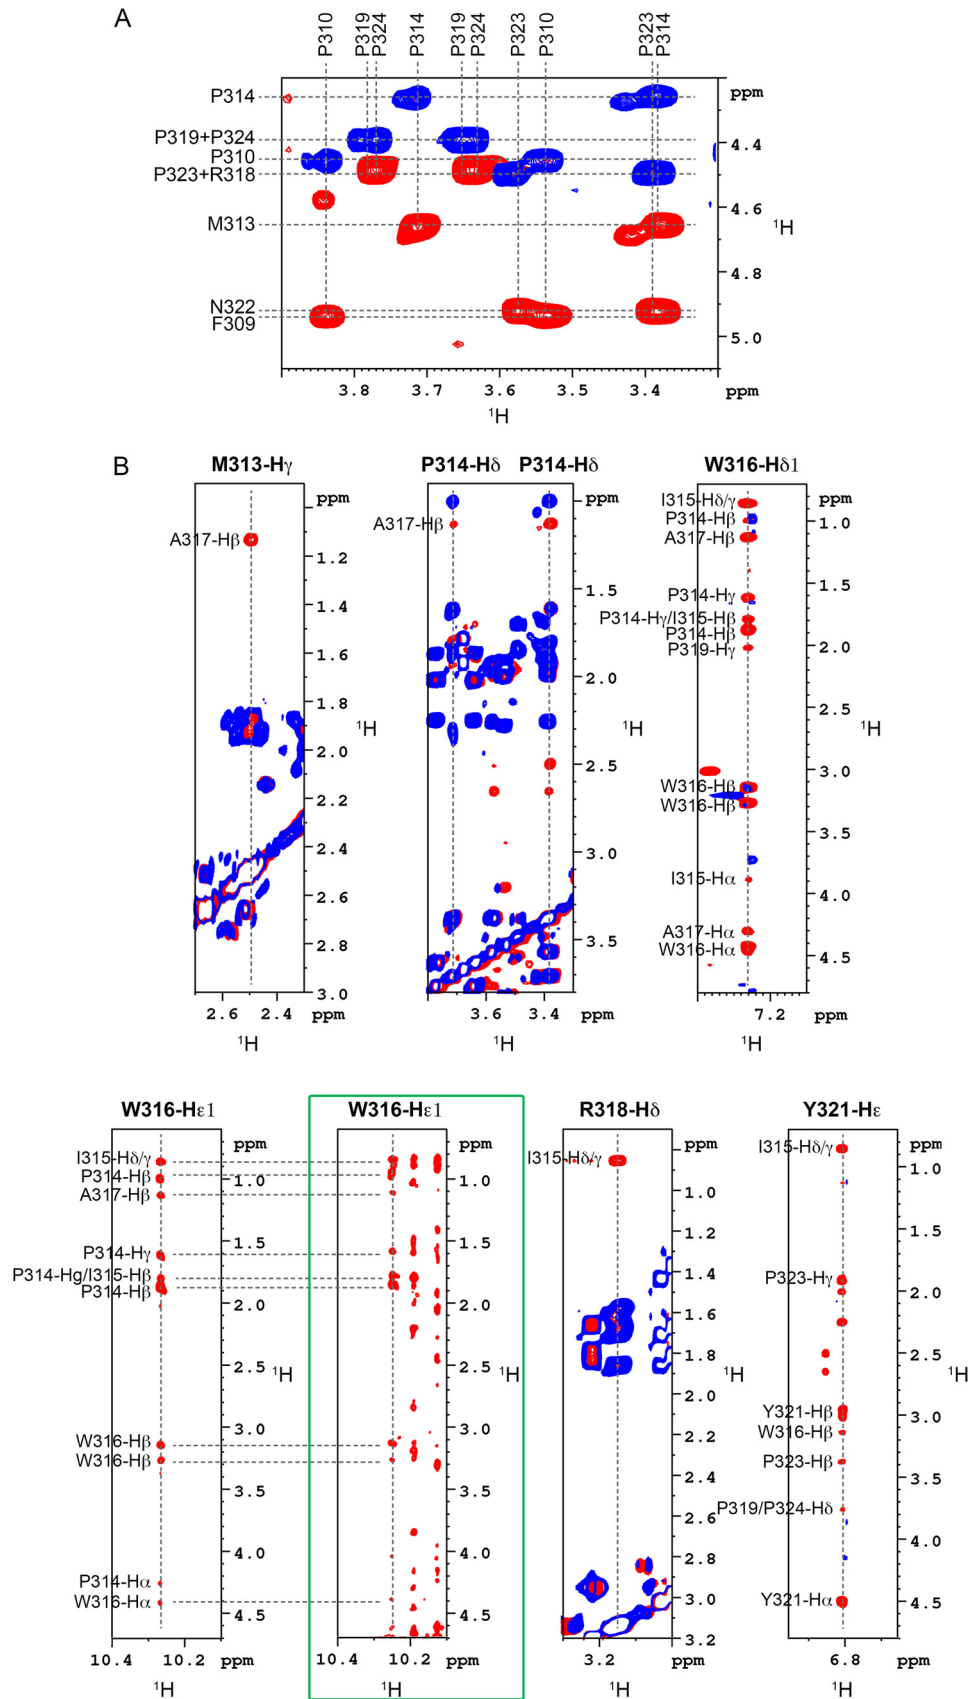 A
P310 P319 P324 P314 P319 P324 P323 P310 P323 P314
P314
P319+P324
P310
P323+R318
M313
N322
F309
ppm
4.4
4.6
4.8
5.0
¹H
3.8 3.7 3.6 3.5 3.4 ppm
¹H
B
M313-Hγ
A317-Hβ
ppm
1.2
1.4
1.6
1.8
2.0
2.2
2.4
2.6
2.8
3.0
¹H
2.6 2.4 ppm
¹H
P314-Hδ P314-Hδ
A317-Hβ
ppm
1.5
2.0
2.5
3.0
3.5
¹H
3.6 3.4 ppm
¹H
W316-Hδ1
I315-Hδ/γ
P314-Hβ
A317-Hβ
P314-Hγ
P314-Hγ/I315-Hβ
P314-Hβ
P319-Hγ
W316-Hβ
W316-Hβ
I315-Hα
A317-Hα
W316-Hα
ppm
1.0
1.5
2.0
2.5
3.0
3.5
4.0
4.5
¹H
7.2 ppm
¹H
W316-Hε1
I315-Hδ/γ
P314-Hβ
A317-Hβ
P314-Hγ
P314-Hg/I315-Hβ
P314-Hβ
W316-Hβ
W316-Hβ
P314-Hα
W316-Hα
ppm
1.0
1.5
2.0
2.5
3.0
3.5
4.0
4.5
¹H
10.4 10.2 ppm
¹H
W316-Hε1
ppm
1.0
1.5
2.0
2.5
3.0
3.5
4.0
4.5
¹H
10.4 10.2 ppm
¹H
R318-Hδ
I315-Hδ/γ
ppm
1.0
1.2
1.4
1.6
1.8
2.0
2.2
2.4
2.6
2.8
3.0
3.2
¹H
3.2 ppm
¹H
Y321-Hε
I315-Hδ/γ
P323-Hγ
Y321-Hβ
W316-Hβ
P323-Hβ
P319/P324-Hδ
Y321-Hα
ppm
1.0
1.5
2.0
2.5
3.0
3.5
4.0
4.5
¹H
6.8 ppm
¹H